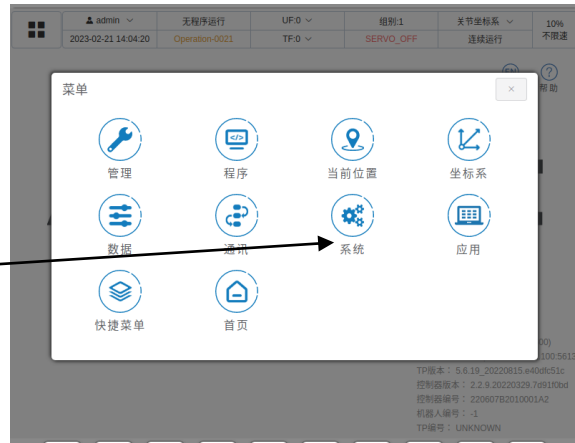 admin 无程序运行 UF:0 组别:1 关节坐标系 10%
2023-02-21 14:04:20 Operation-0021 TF:0 SERVO_OFF 连续运行 不限速
EN
帮助
菜单 ×
管理 程序 当前位置 坐标系
数据 通讯 系统 应用
快捷菜单 首页
00)
100:5613
TP版本： 5.6.19_20220815.e40dfc51c
控制器版本： 2.2.9.20220329.7d91f0bd
控制器编号： 220607B2010001A2
机器人编号： -1
TP编号： UNKNOWN